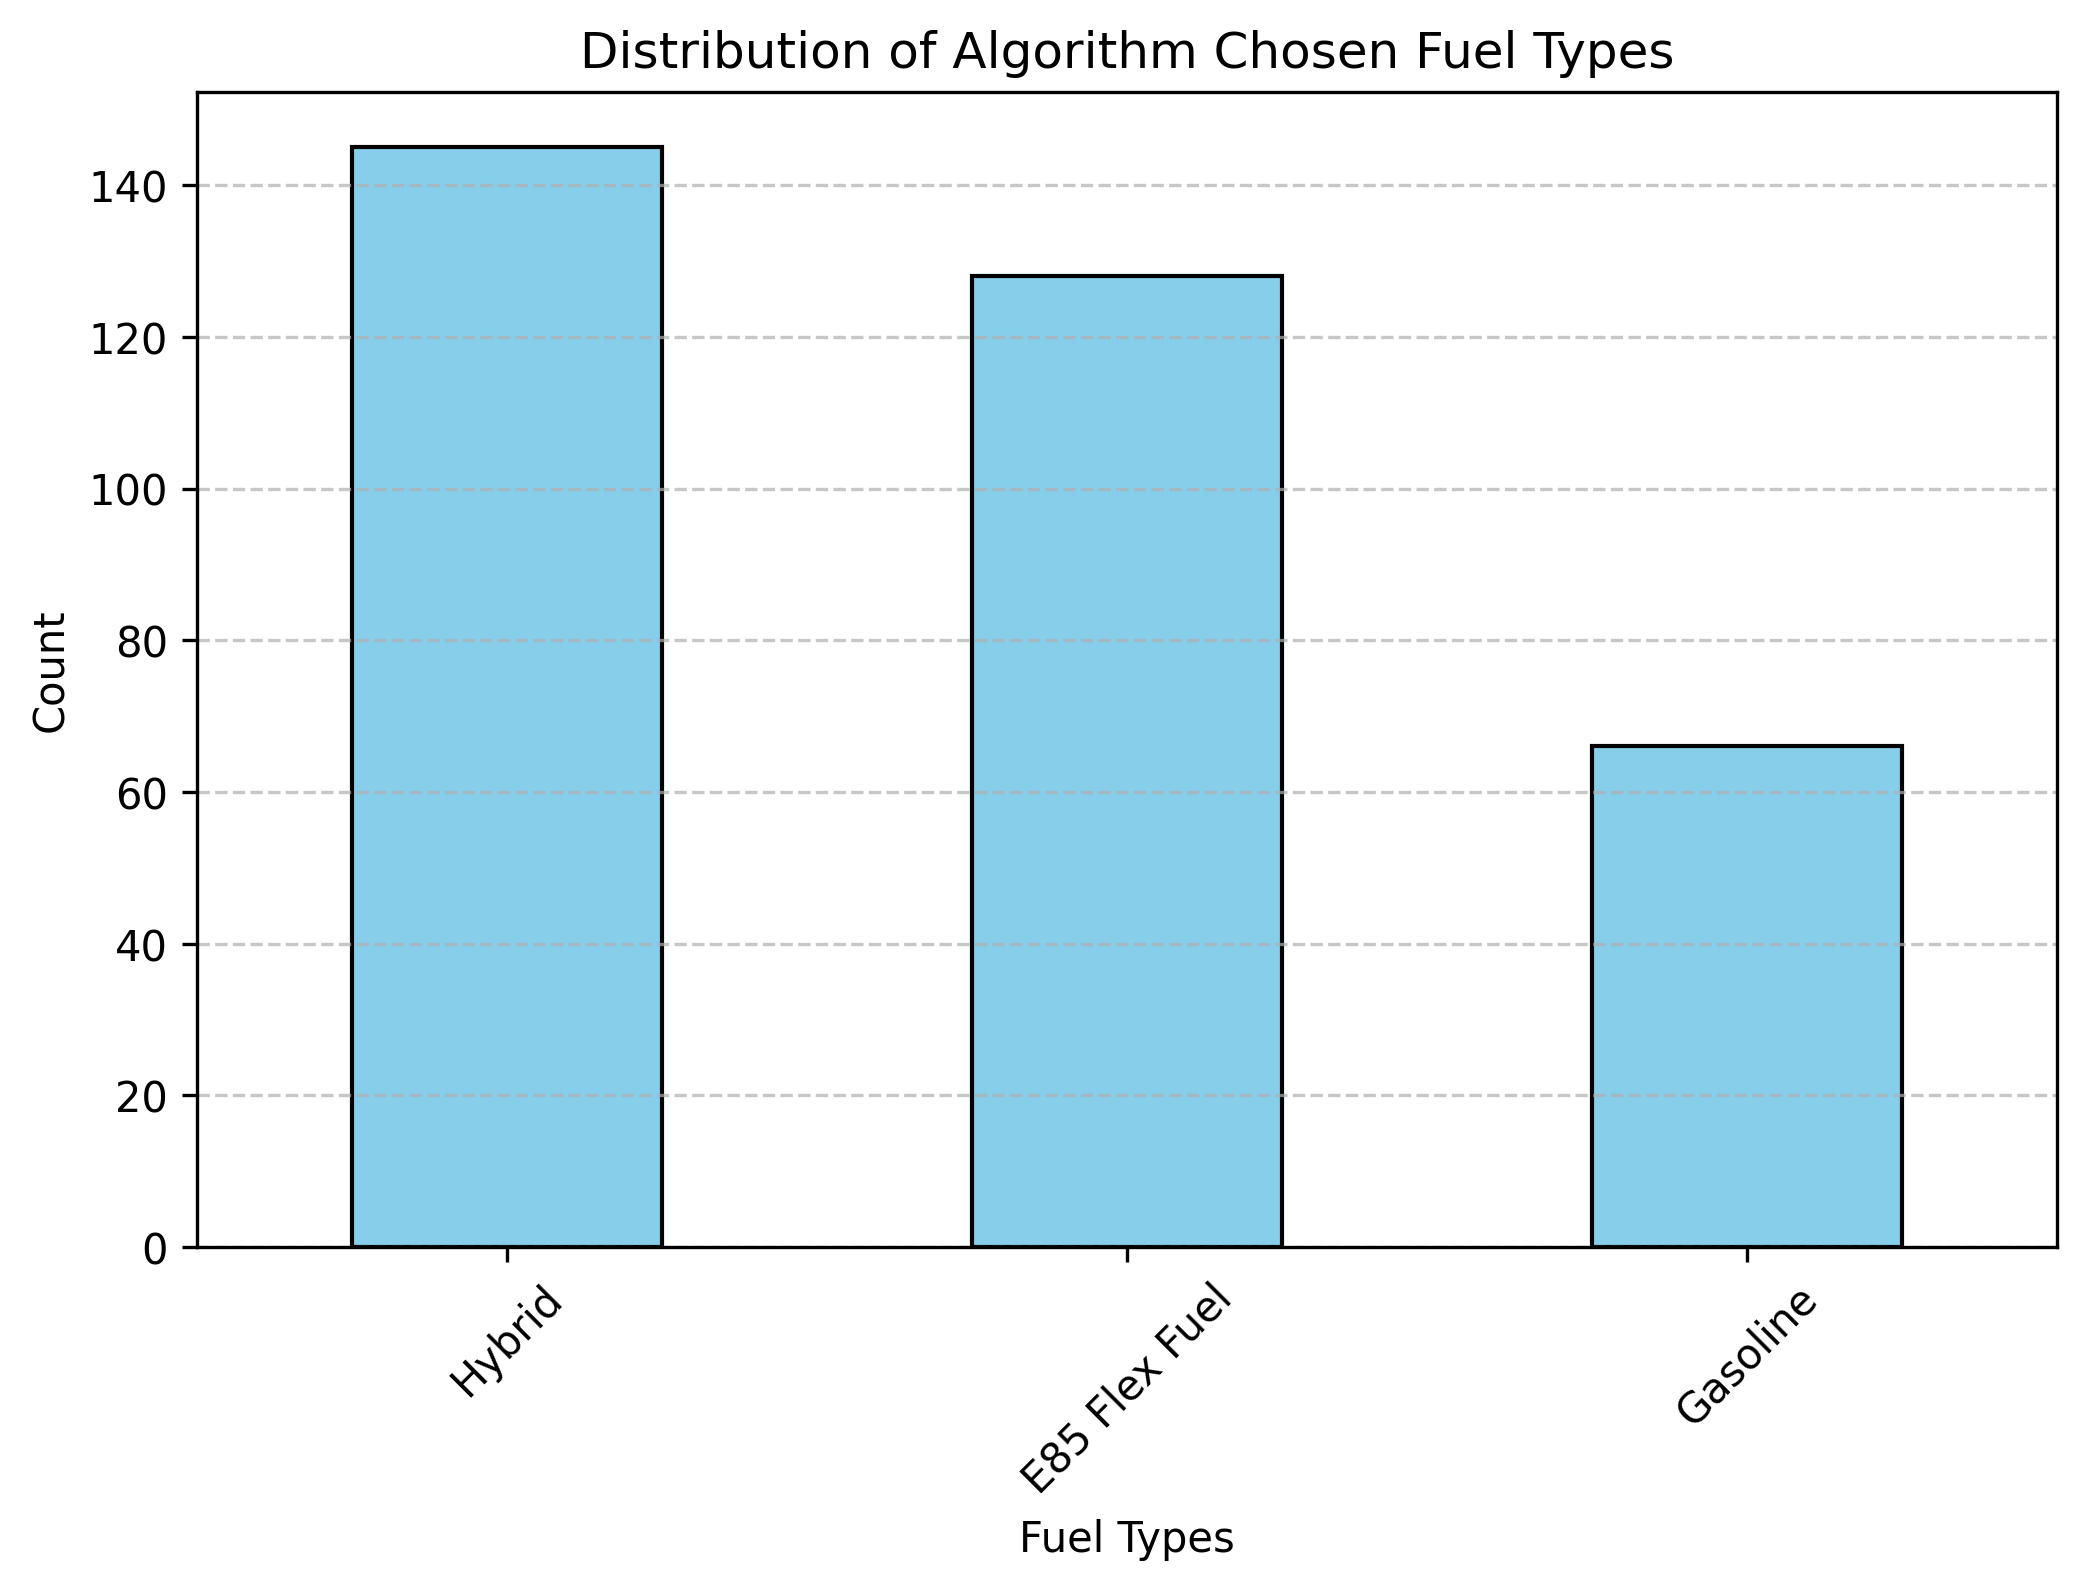 Distribution of Algorithm Chosen Fuel Types
140
120
100
80
60
40
20
0
Count
Hybrid
E85 Flex Fuel
Gasoline
Fuel Types